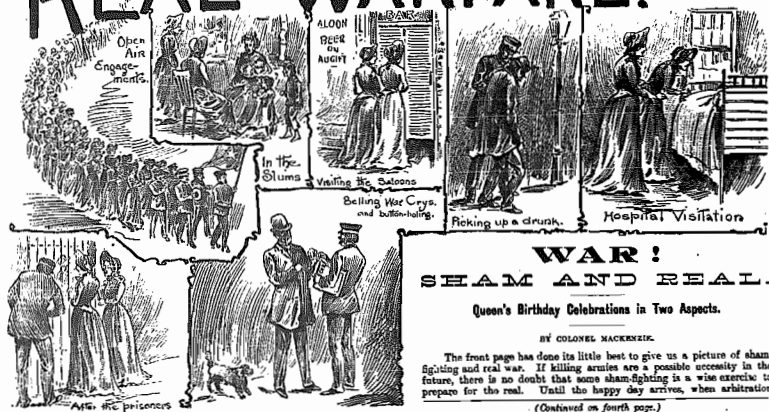 REAL WARFARE!
Open
Air
Engage-
ments.
In the
Slums
ALOON
BEER
ON
AUGHT
BAR
Visiting the Saloons
Picking up a drunk.
Hospital Visitation
Selling War Crys.
and button-holing.
After the prisoners
WAR!
SHAM AND REAL.
Queen's Birthday Celebrations in Two Aspects.
BY COLONEL MACKENZIE.
The front page has done its little best to give us a picture of sham
fighting and real war. If killing armies are a possible necessity in the
future, there is no doubt that some sham-fighting is a wise exercise to
prepare for the real. Until the happy day arrives, when arbitration
(Continued on fourth page.)